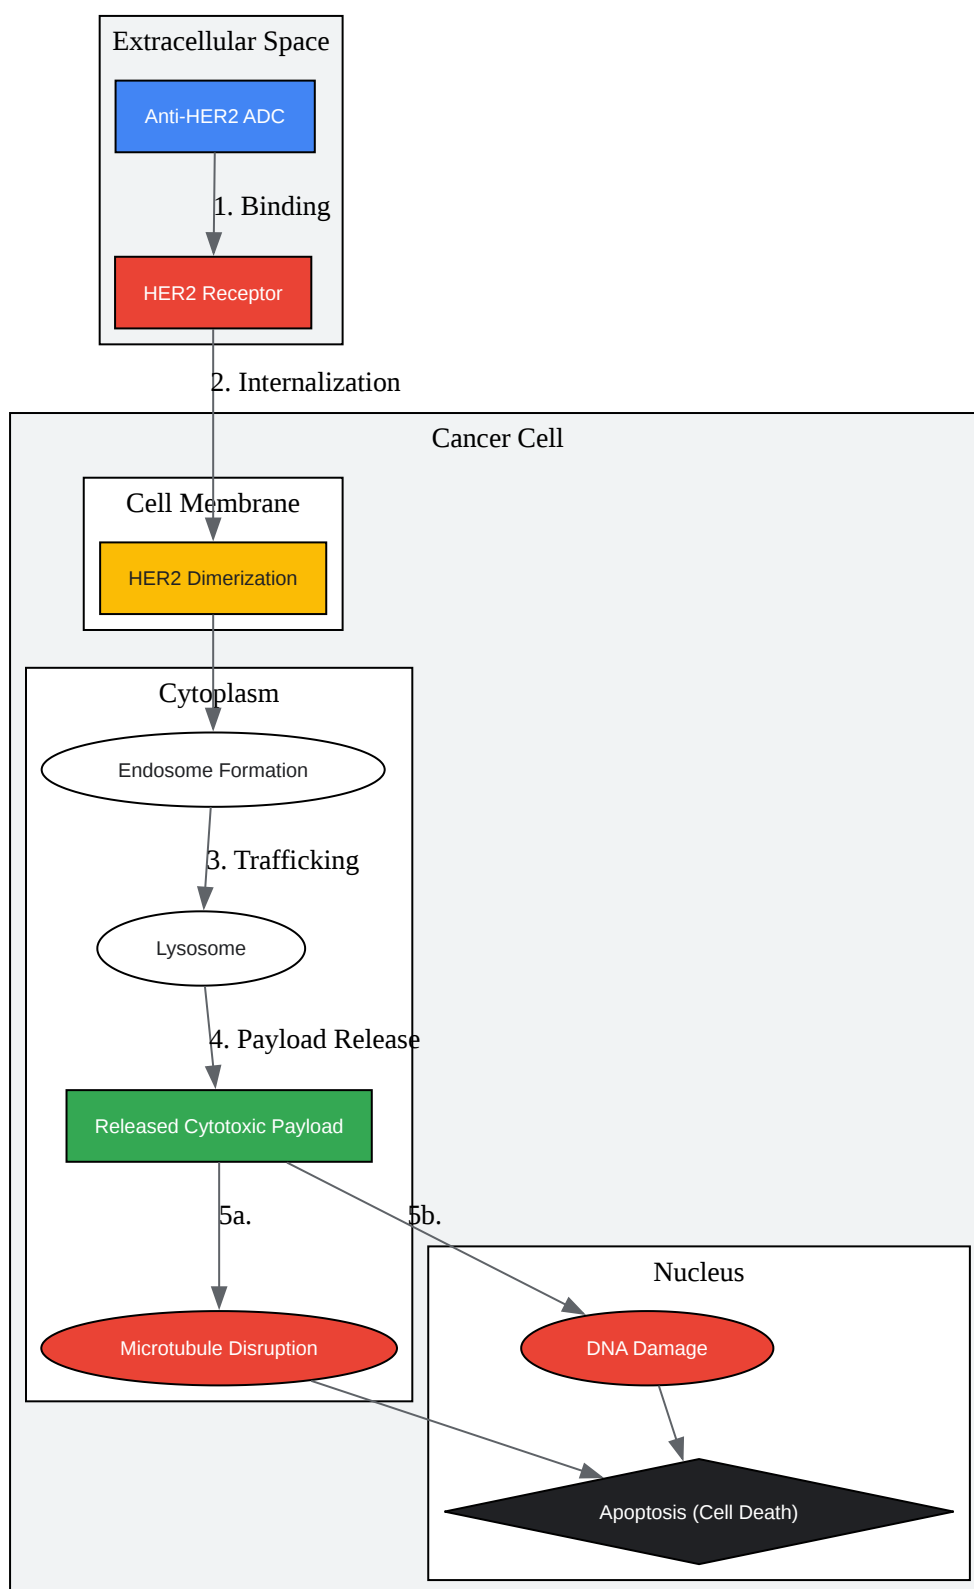 Extracellular Space
Anti-HER2 ADC
1. Binding
HER2 Receptor
2. Internalization
Cancer Cell
Cell Membrane
HER2 Dimerization
Cytoplasm
Endosome Formation
3. Trafficking
Lysosome
4. Payload Release
Released Cytotoxic Payload
5a.
5b.
Nucleus
Microtubule Disruption
DNA Damage
Apoptosis (Cell Death)